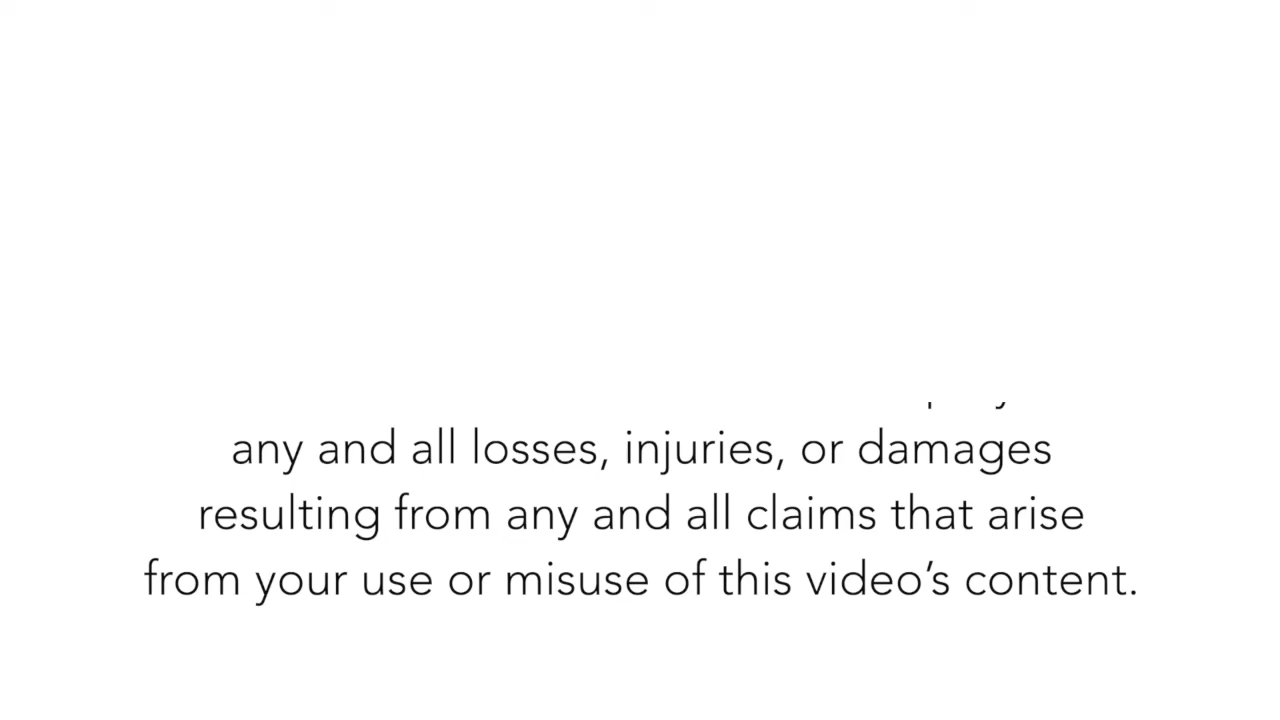 any and all losses, injuries, or damages
resulting from any and all claims that arise
from your use or misuse of this video’s content.